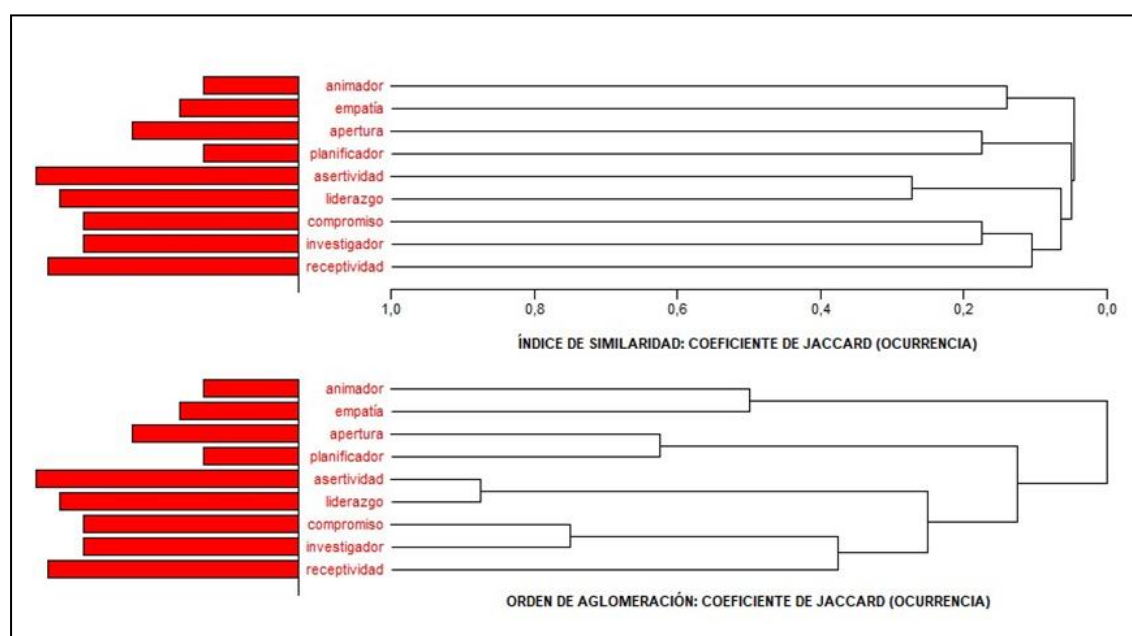 animador
empatía
apertura
planificador
asertividad
liderazgo
compromiso
investigador
receptividad
1,0 0,8 0,6 0,4 0,2 0,0
ÍNDICE DE SIMILARIDAD: COEFICIENTE DE JACCARD (OCURRENCIA)
animador
empatía
apertura
planificador
asertividad
liderazgo
compromiso
investigador
receptividad
ORDEN DE AGLOMERACIÓN: COEFICIENTE DE JACCARD (OCURRENCIA)